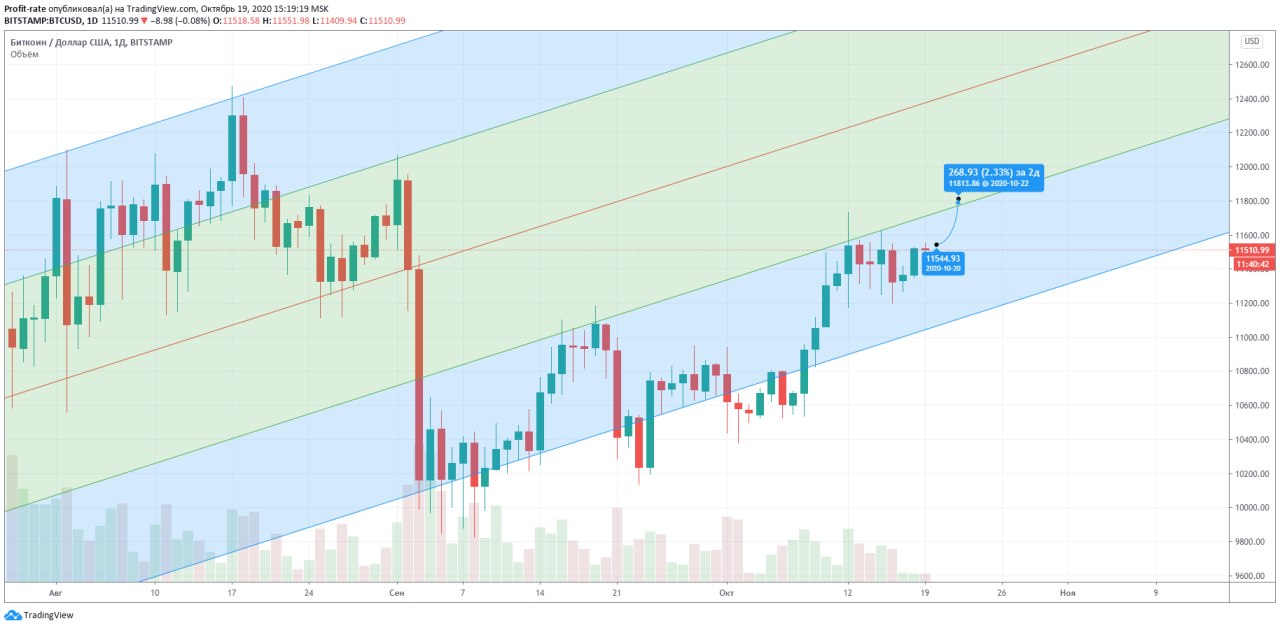 Profit-rate опубликовал(а) на TradingView.com, Октябрь 19, 2020 15:19:19 MSK
BITSTAMP:BTCUSD, 1D 11510.99 ▼ −8.98 (−0.08%) O:11518.58 H:11551.98 L:11409.94 C:11510.99
Биткоин / Доллар США, 1Д, BITSTAMP
Объём
USD
12600.00
12400.00
12200.00
12000.00
11800.00
11600.00
11510.99
11:40:42
11200.00
11000.00
10800.00
10600.00
10400.00
10200.00
10000.00
9800.00
9600.00
268.93 (2.33%) за 2д
11813.86 @ 2020-10-22
11544.93
2020-10-20
Авг 10 17 24 Сен 7 14 21 Окт 12 19 26 Ноя 9
TradingView